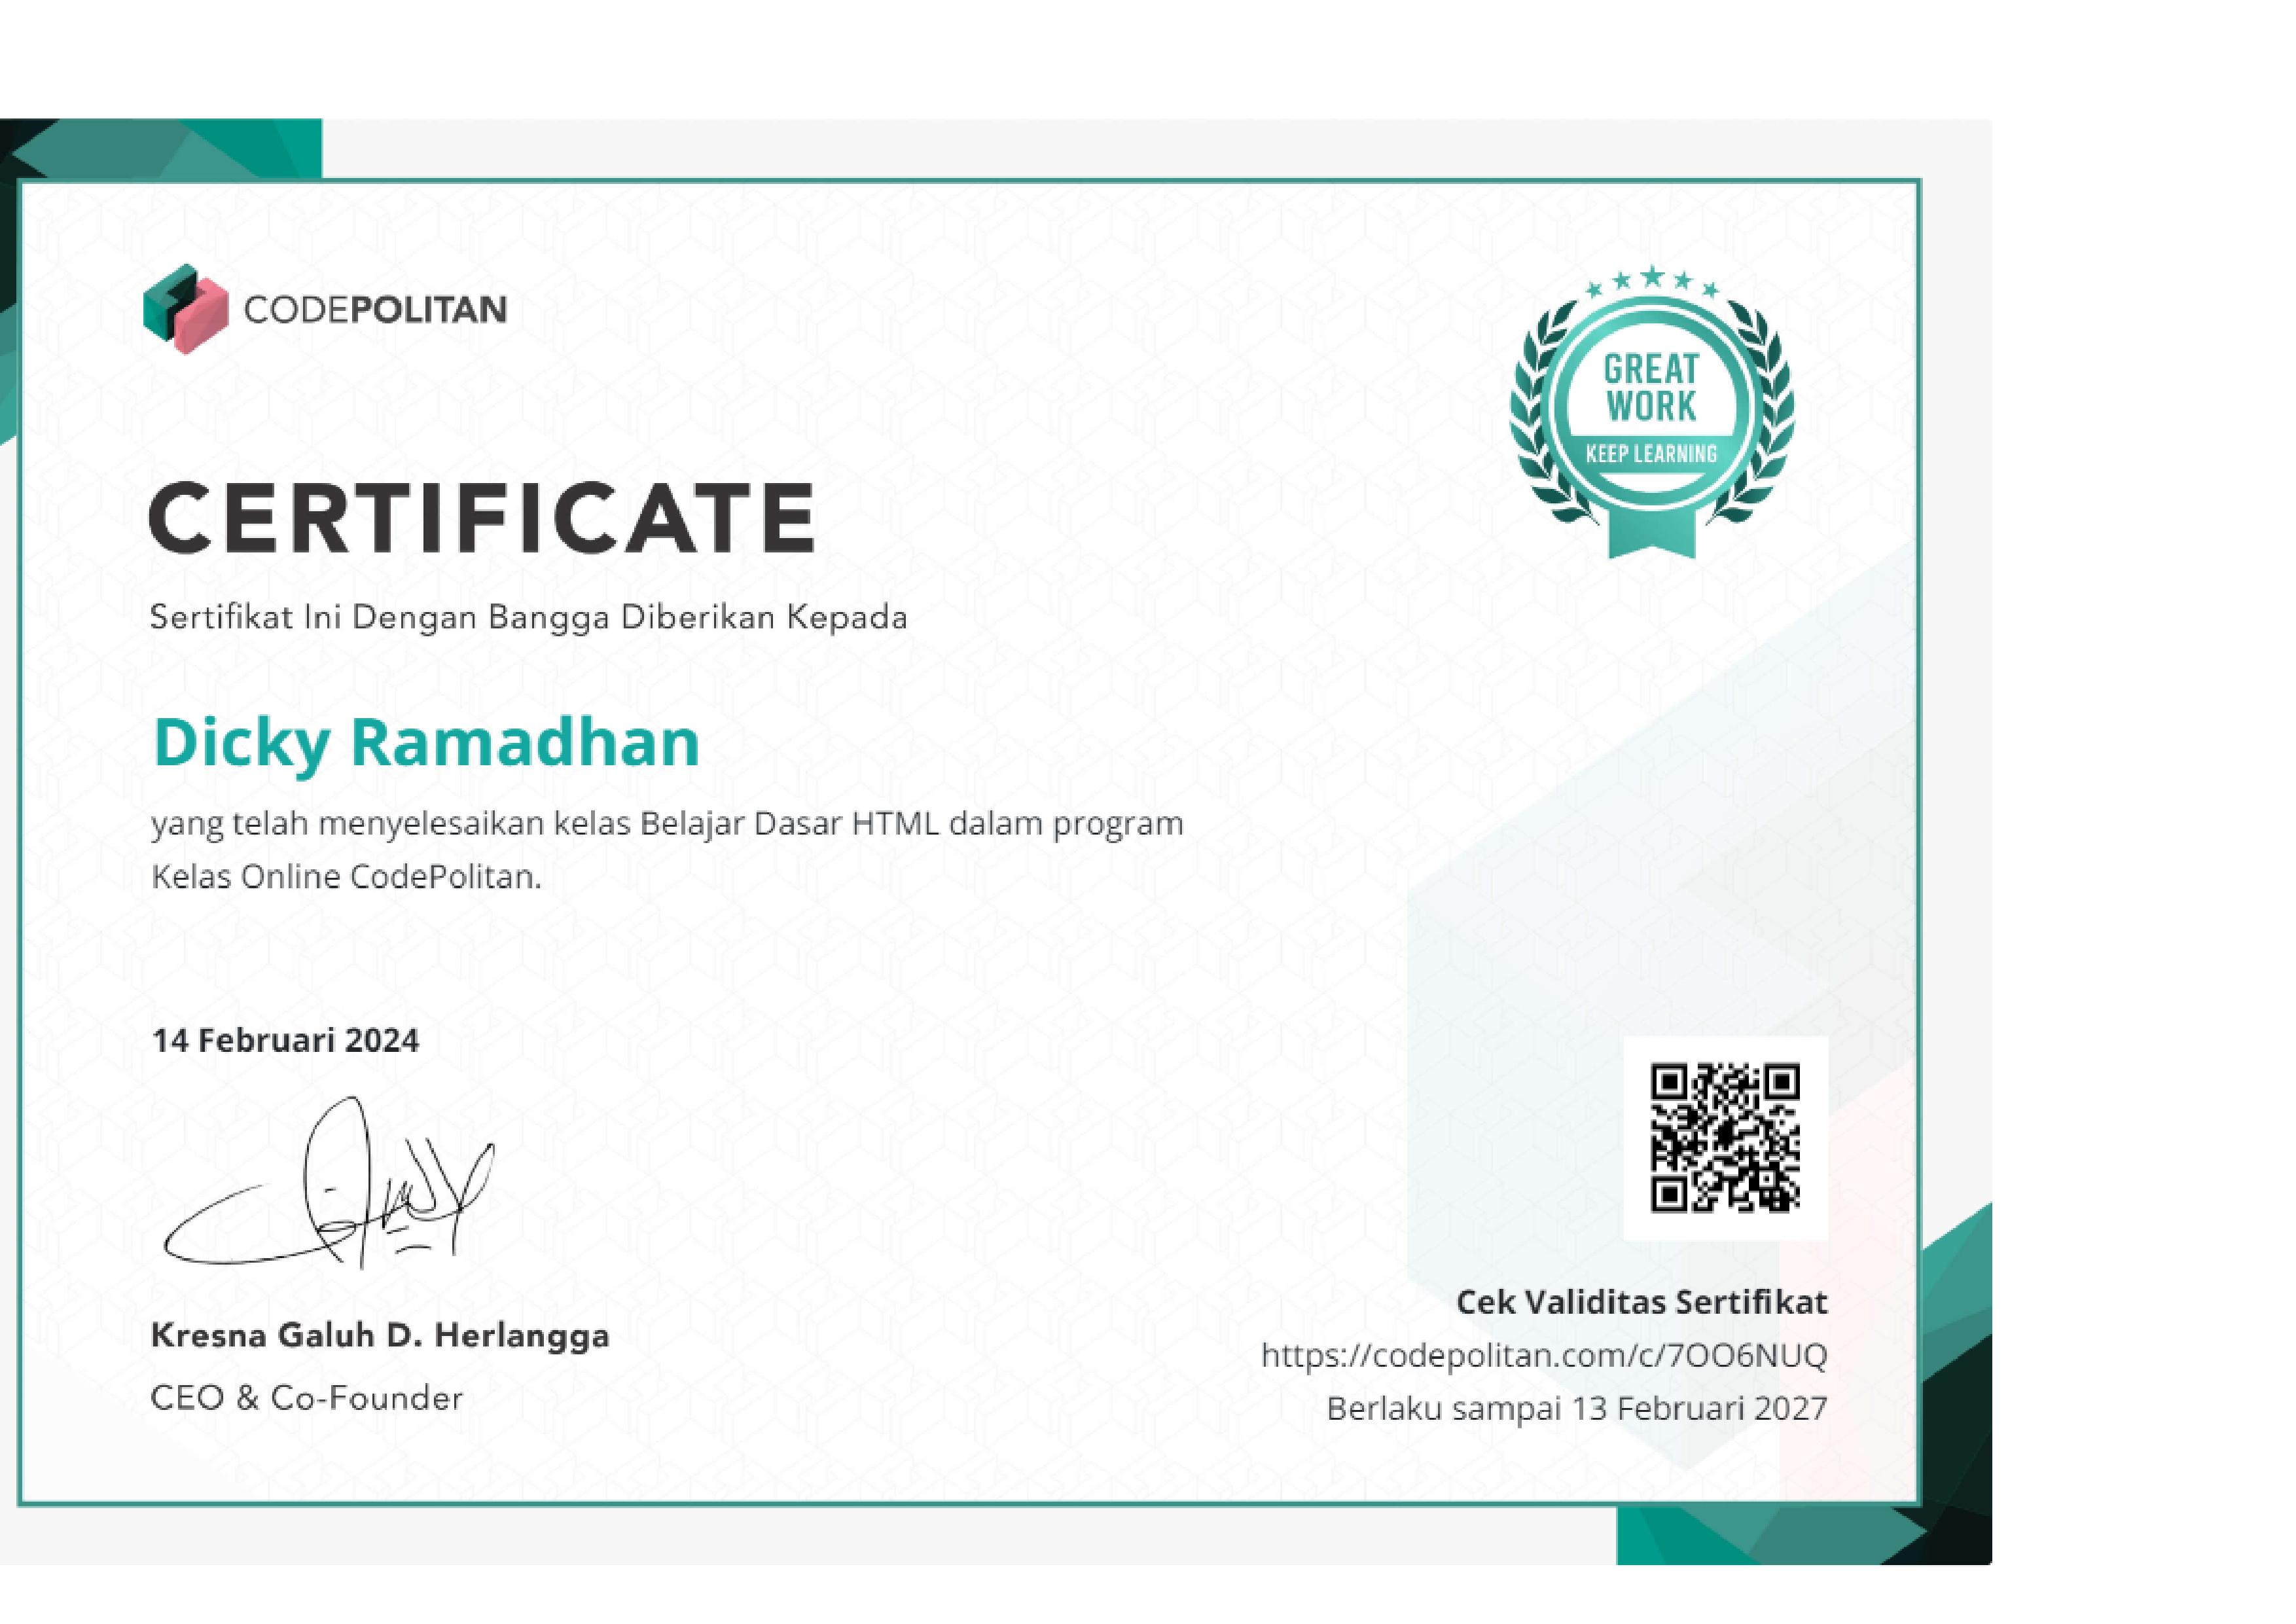 CODEPOLITAN
GREAT
WORK
KEEP LEARNING
CERTIFICATE
Sertifikat Ini Dengan Bangga Diberikan Kepada
Dicky Ramadhan
yang telah menyelesaikan kelas Belajar Dasar HTML dalam program
Kelas Online CodePolitan.
14 Februari 2024
Kresna Galuh D. Herlangga
CEO & Co-Founder
Cek Validitas Sertifikat
https://codepolitan.com/c/7OO6NUQ
Berlaku sampai 13 Februari 2027